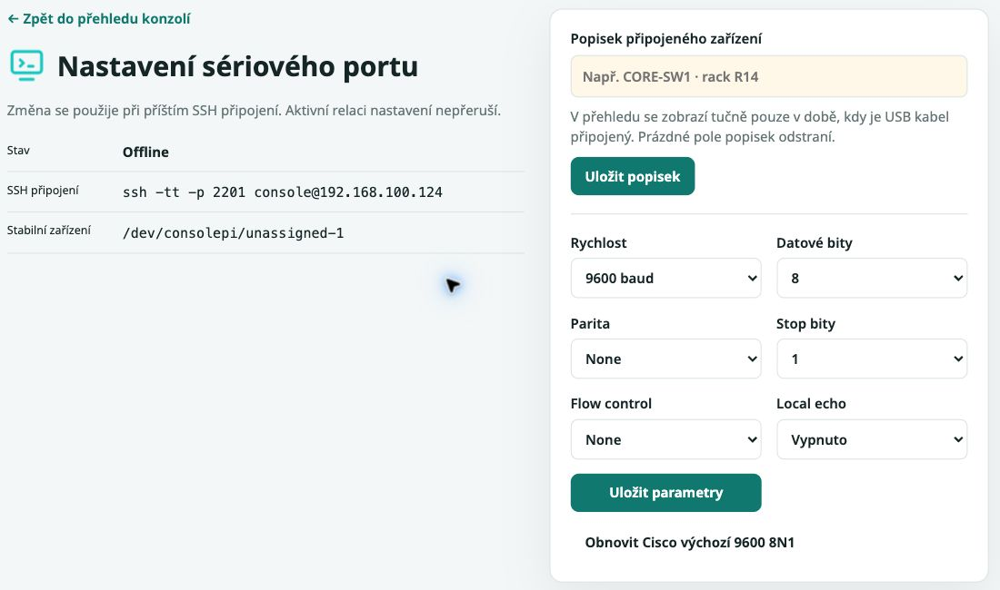 ← Zpět do přehledu konzolí
Nastavení sériového portu
Změna se použije při příštím SSH připojení. Aktivní relaci nastavení nepřeruší.
Stav Offline
SSH připojení ssh -tt -p 2201 console@192.168.100.124
Stabilní zařízení /dev/consolepi/unassigned-1
Popisek připojeného zařízení
Např. CORE-SW1 · rack R14
V přehledu se zobrazí tučně pouze v době, kdy je USB kabel
připojený. Prázdné pole popisek odstraní.
Uložit popisek
Rychlost Datové bity
9600 baud 8
Parita Stop bity
None 1
Flow control Local echo
None Vypnuto
Uložit parametry
Obnovit Cisco výchozí 9600 8N1